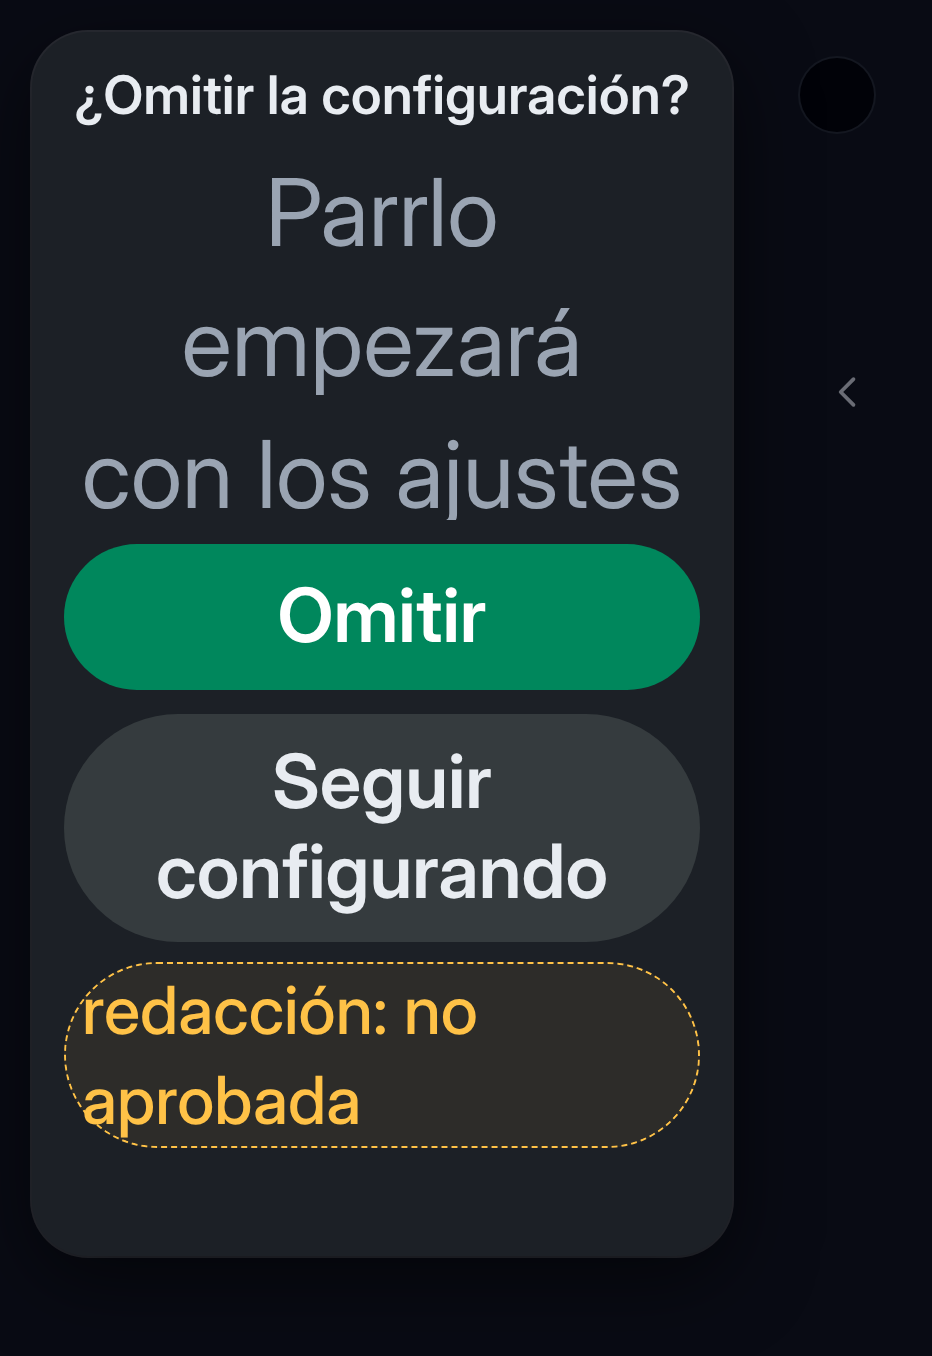 ¿Omitir la configuración?
Parrlo
empezará
con los ajustes
Omitir
Seguir
configurando
redacción: no
aprobada